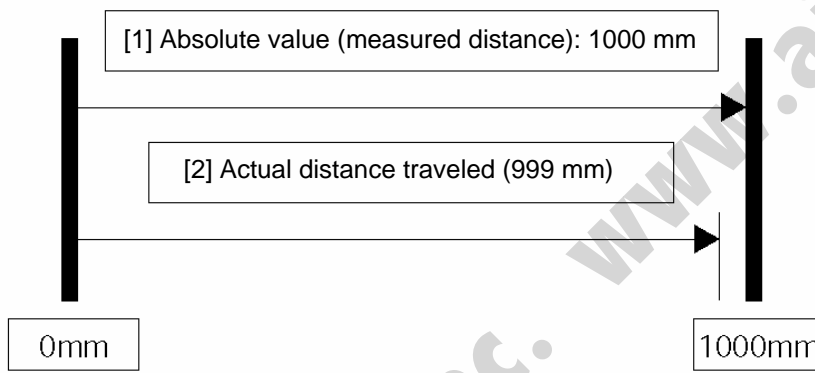 [1] Absolute value (measured distance): 1000 mm
[2] Actual distance traveled (999 mm)
0mm
1000mm